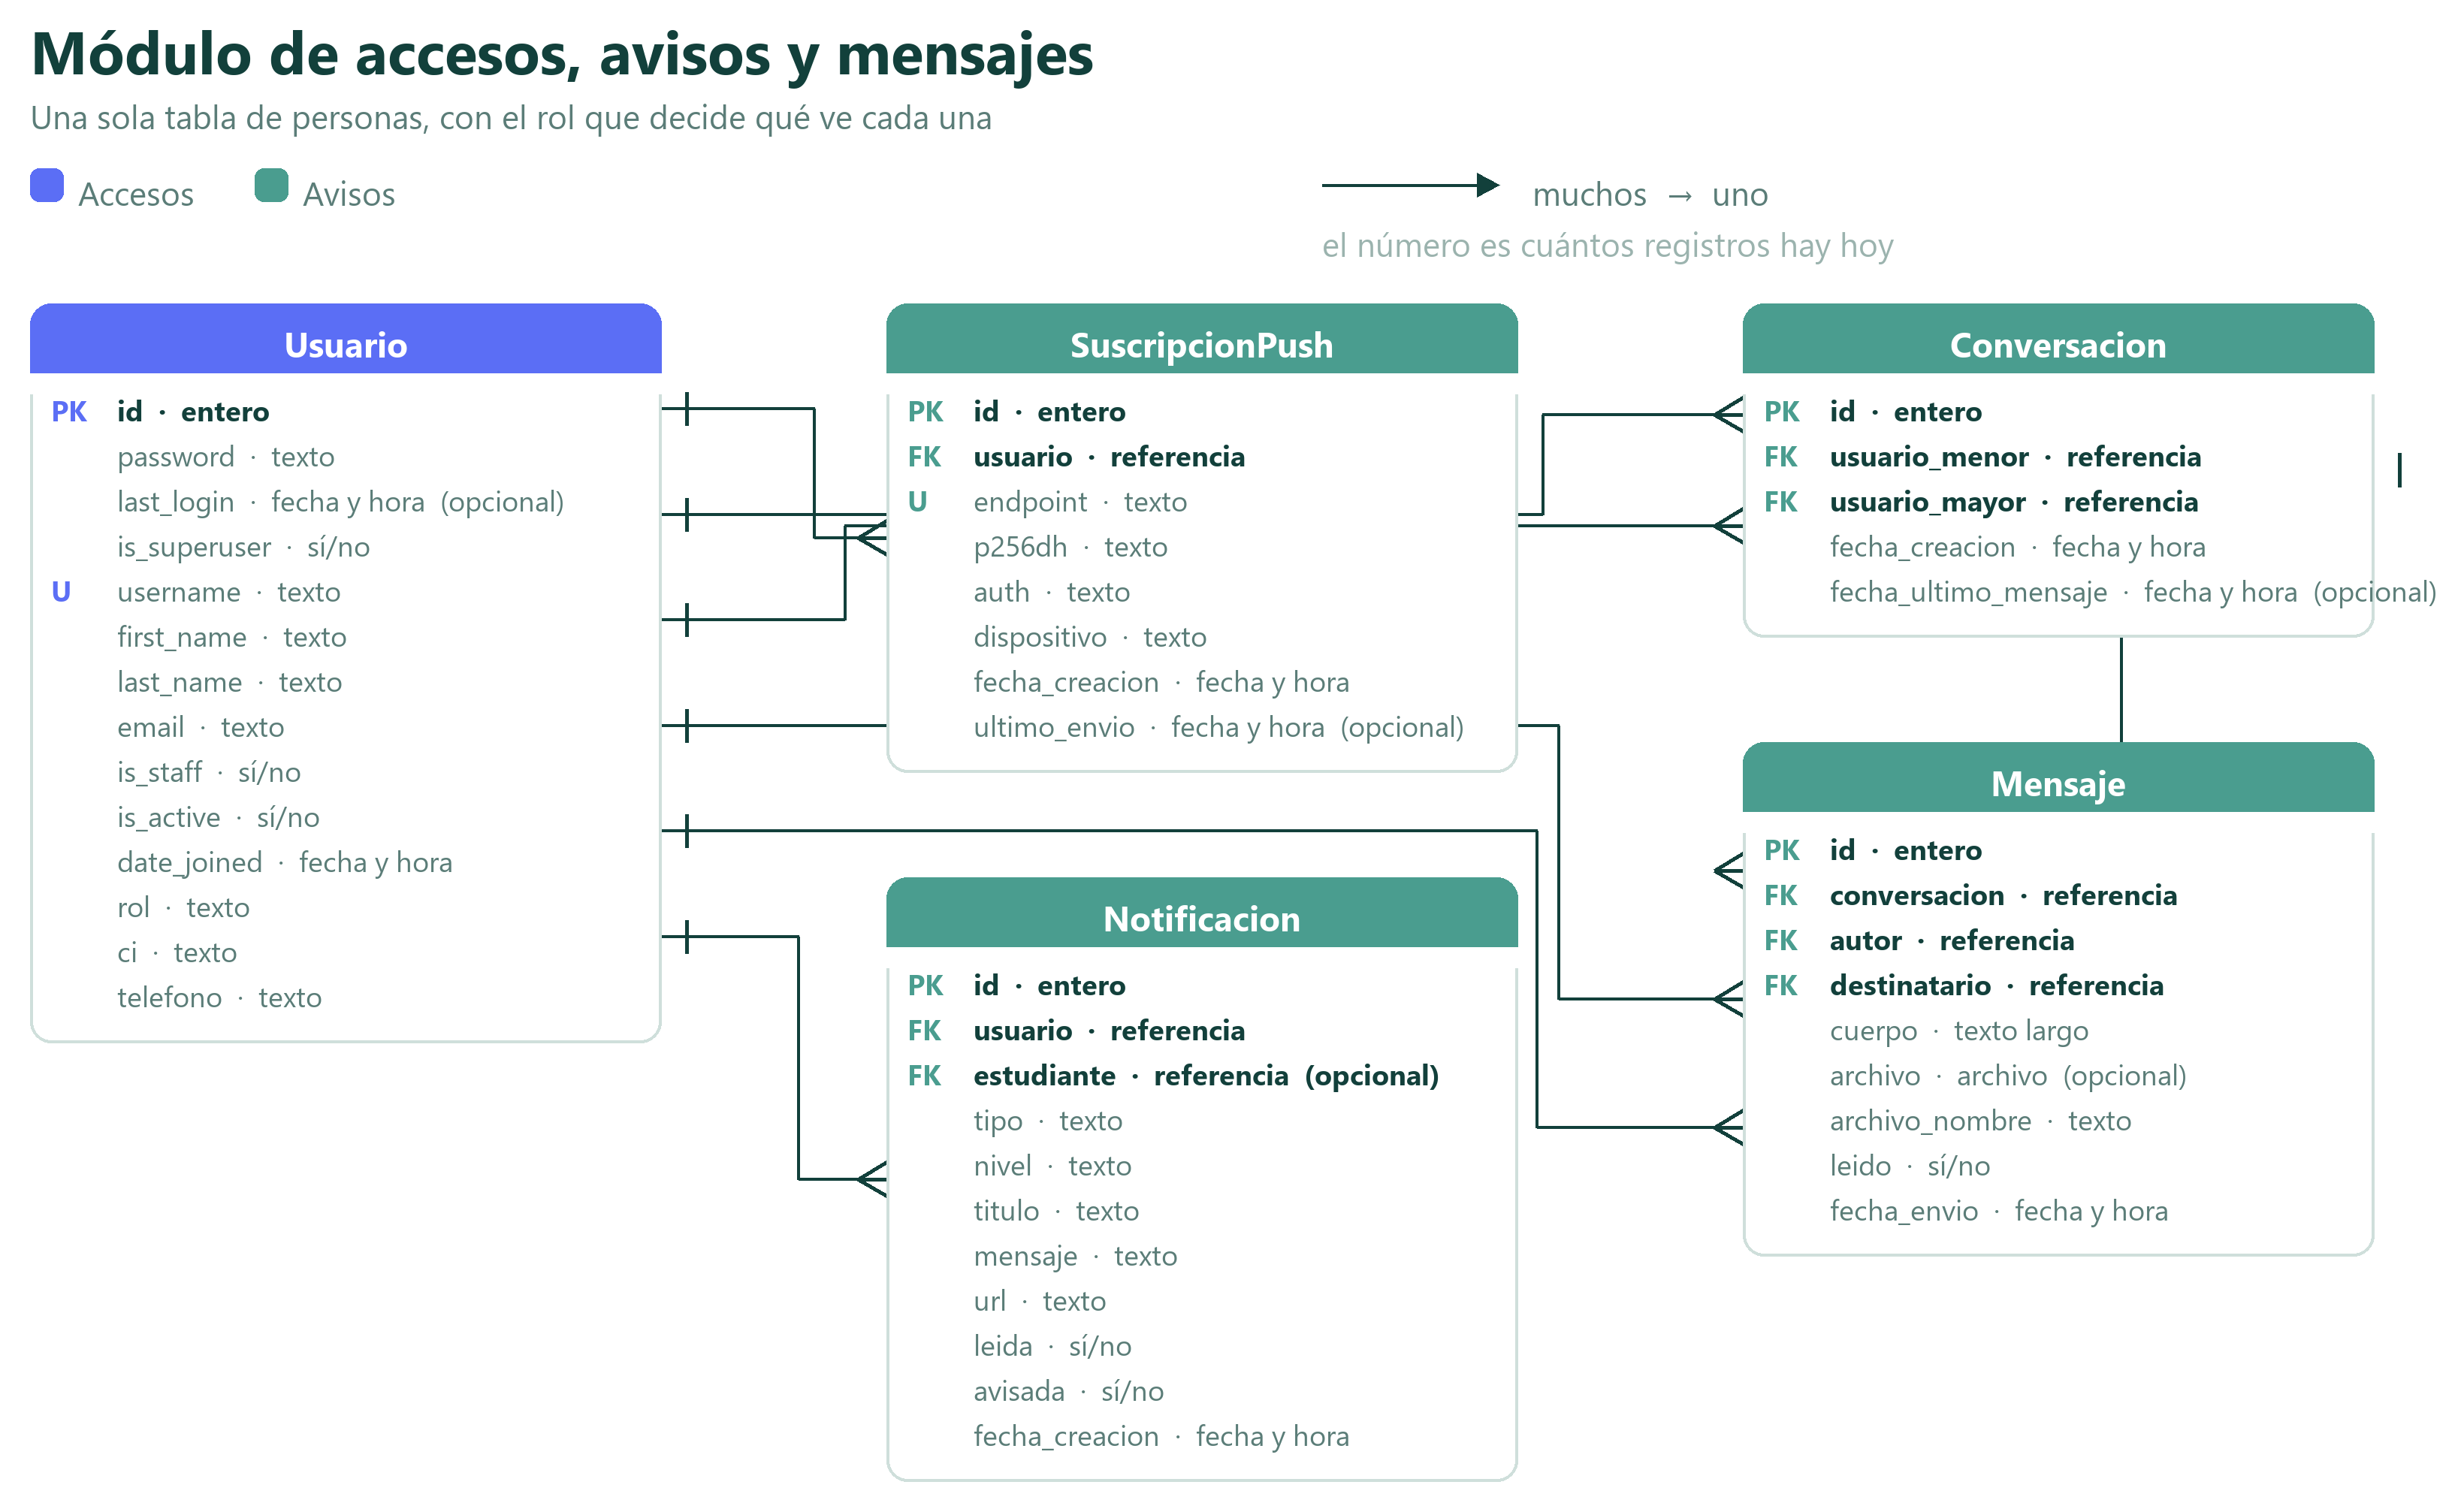 Módulo de accesos, avisos y mensajes
Una sola tabla de personas, con el rol que decide qué ve cada una
Accesos
Avisos
muchos → uno
el número es cuántos registros hay hoy
Usuario
PK id · entero
password · texto
last_login · fecha y hora (opcional)
is_superuser · sí/no
U username · texto
first_name · texto
last_name · texto
email · texto
is_staff · sí/no
is_active · sí/no
date_joined · fecha y hora
rol · texto
ci · texto
telefono · texto
SuscripcionPush
PK id · entero
FK usuario · referencia
U endpoint · texto
p256dh · texto
auth · texto
dispositivo · texto
fecha_creacion · fecha y hora
ultimo_envio · fecha y hora (opcional)
Notificacion
PK id · entero
FK usuario · referencia
FK estudiante · referencia (opcional)
tipo · texto
nivel · texto
titulo · texto
mensaje · texto
url · texto
leida · sí/no
avisada · sí/no
fecha_creacion · fecha y hora
Conversacion
PK id · entero
FK usuario_menor · referencia
FK usuario_mayor · referencia
fecha_creacion · fecha y hora
fecha_ultimo_mensaje · fecha y hora (opcional)
Mensaje
PK id · entero
FK conversacion · referencia
FK autor · referencia
FK destinatario · referencia
cuerpo · texto largo
archivo · archivo (opcional)
archivo_nombre · texto
leido · sí/no
fecha_envio · fecha y hora